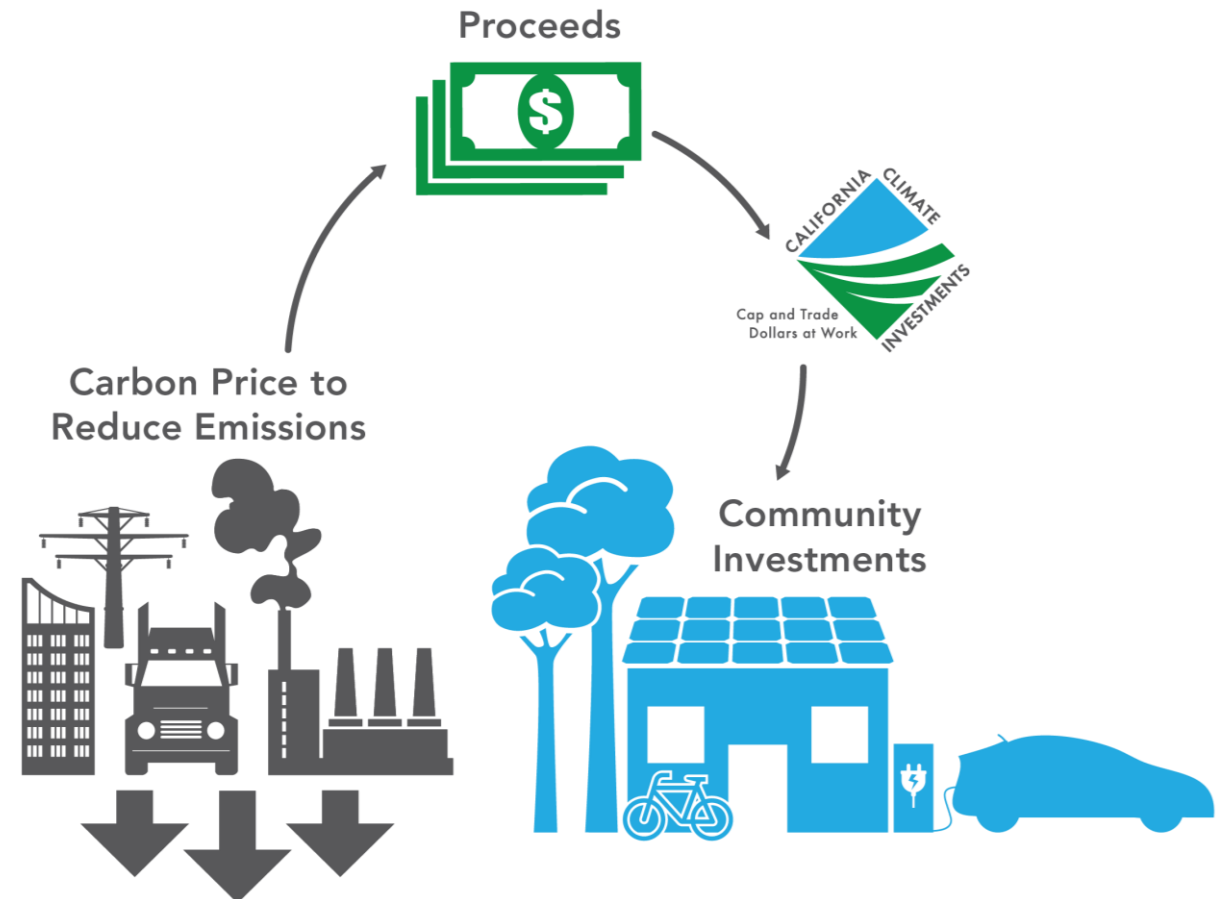 Proceeds
$
CALIFORNIA
CLIMATE
INVESTMENTS
Cap and Trade
Dollars at Work
Carbon Price to
Reduce Emissions
Community
Investments